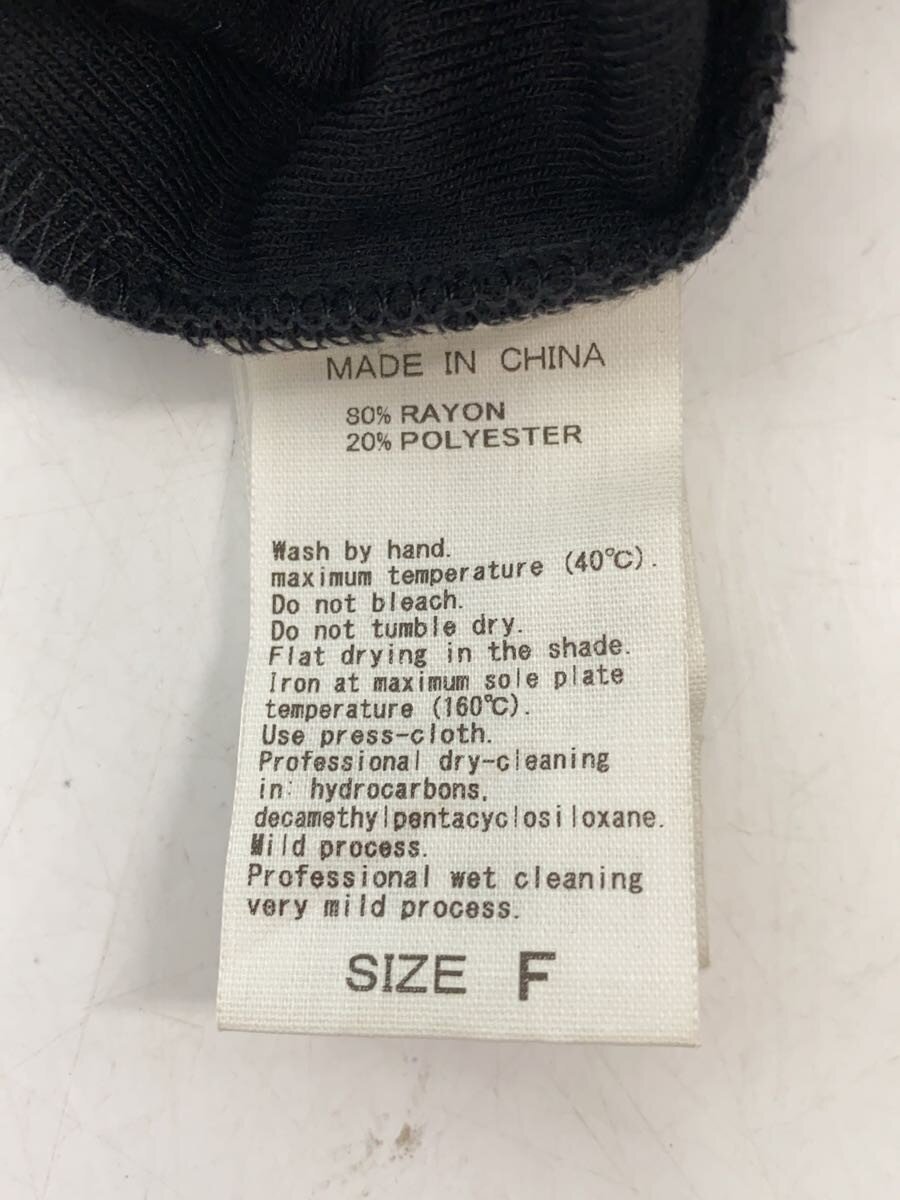 MADE IN CHINA
80% RAYON
20% POLYESTER
Wash by hand.
maximum temperature (40℃).
Do not bleach.
Do not tumble dry.
Flat drying in the shade.
Iron at maximum sole plate
temperature (160℃).
Use press-cloth.
Professional dry-cleaning
in: hydrocarbons,
decamethylpentacyclosiloxane.
Mild process.
Professional wet cleaning
very mild process.
SIZE F